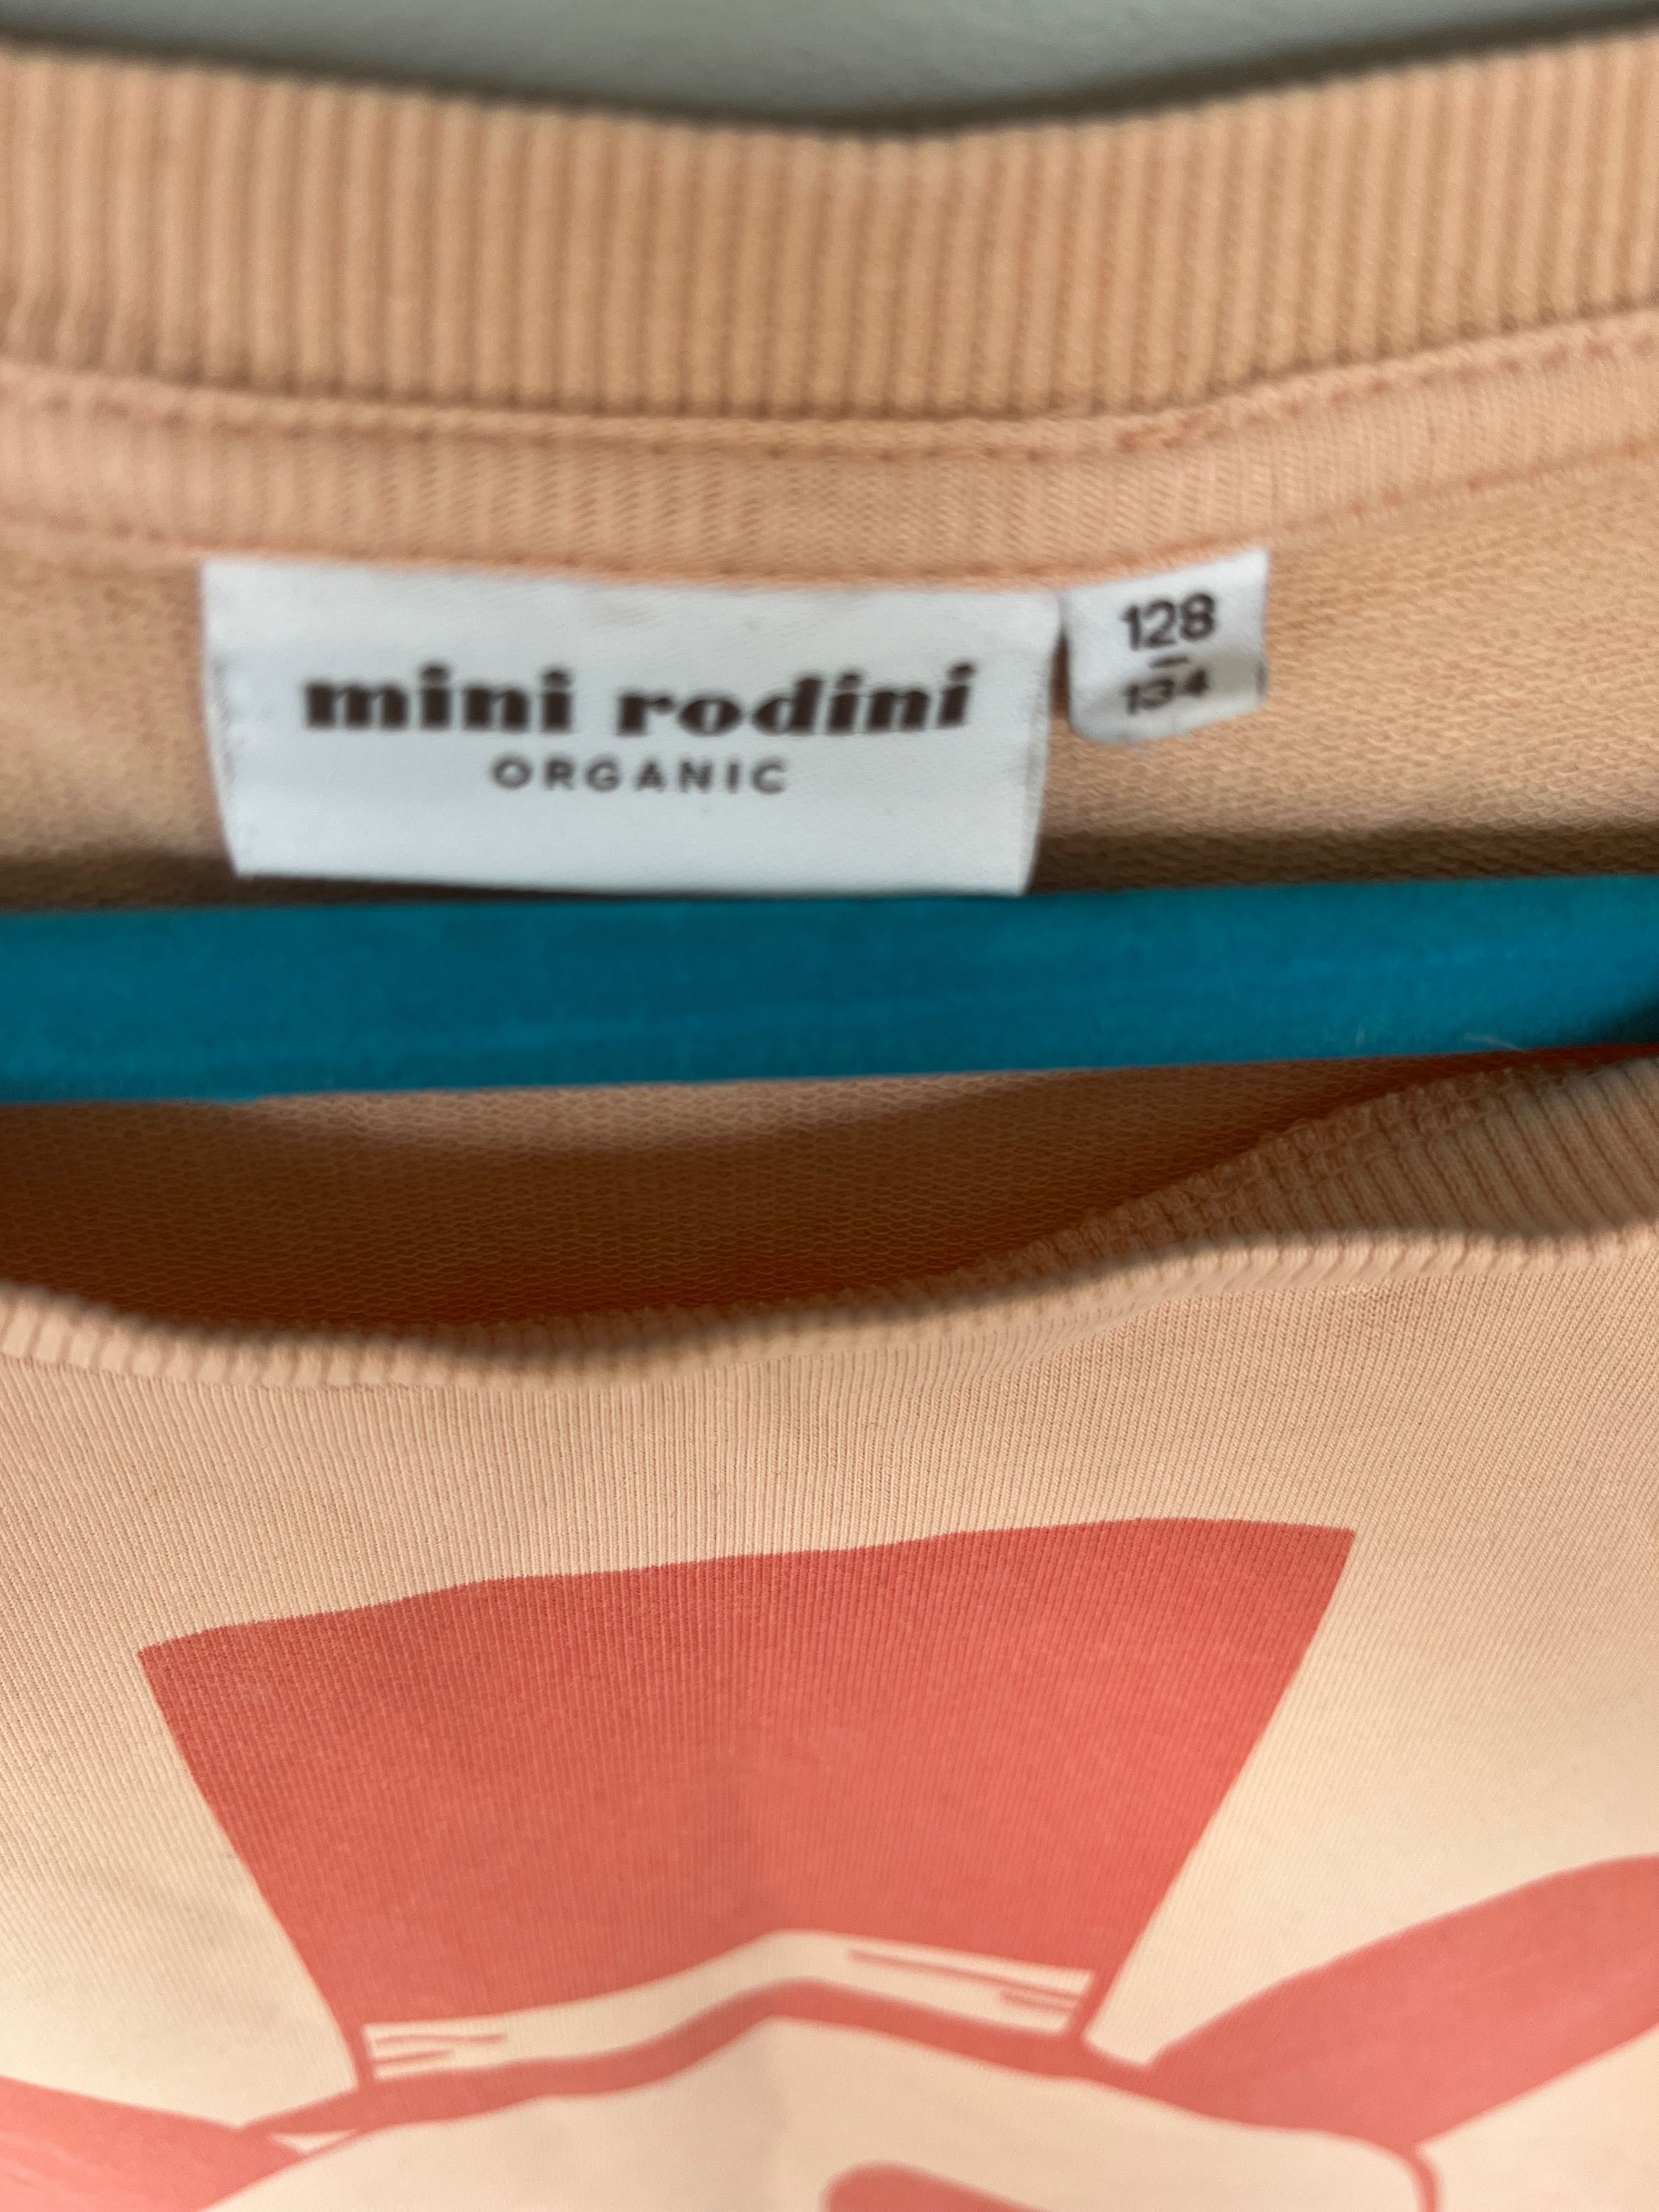 mini rodini
ORGANIC
128
–
134